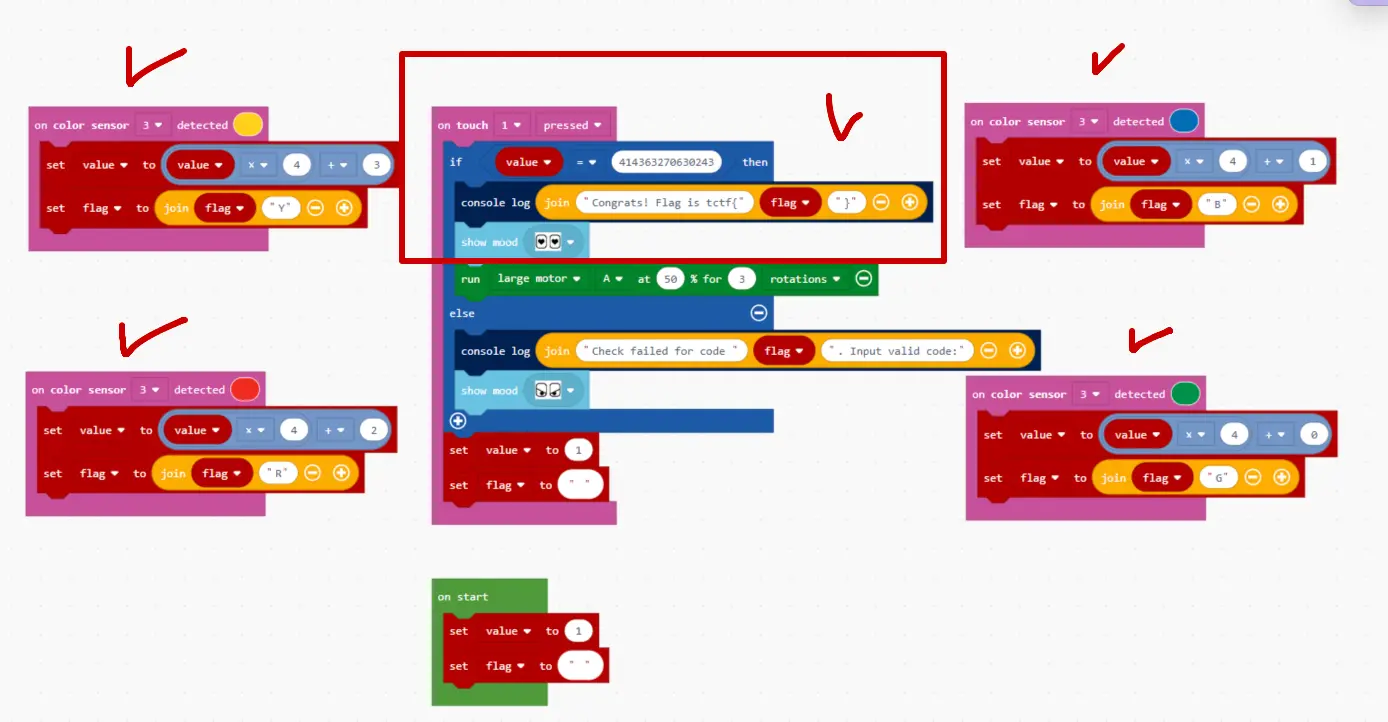 on color sensor 3 detected
set value to value × 4 + 3
set flag to join flag "Y"
on touch 1 pressed
if value = 414363270630243 then
console log join "Congrats! Flag is tctf{" flag "}"
show mood
run large motor A at 50 % for 3 rotations
else
console log join "Check failed for code " flag ". Input valid code:"
show mood
set value to 1
set flag to " "
on color sensor 3 detected
set value to value × 4 + 1
set flag to join flag "B"
on color sensor 3 detected
set value to value × 4 + 2
set flag to join flag "R"
on color sensor 3 detected
set value to value × 4 + 0
set flag to join flag "G"
on start
set value to 1
set flag to " "